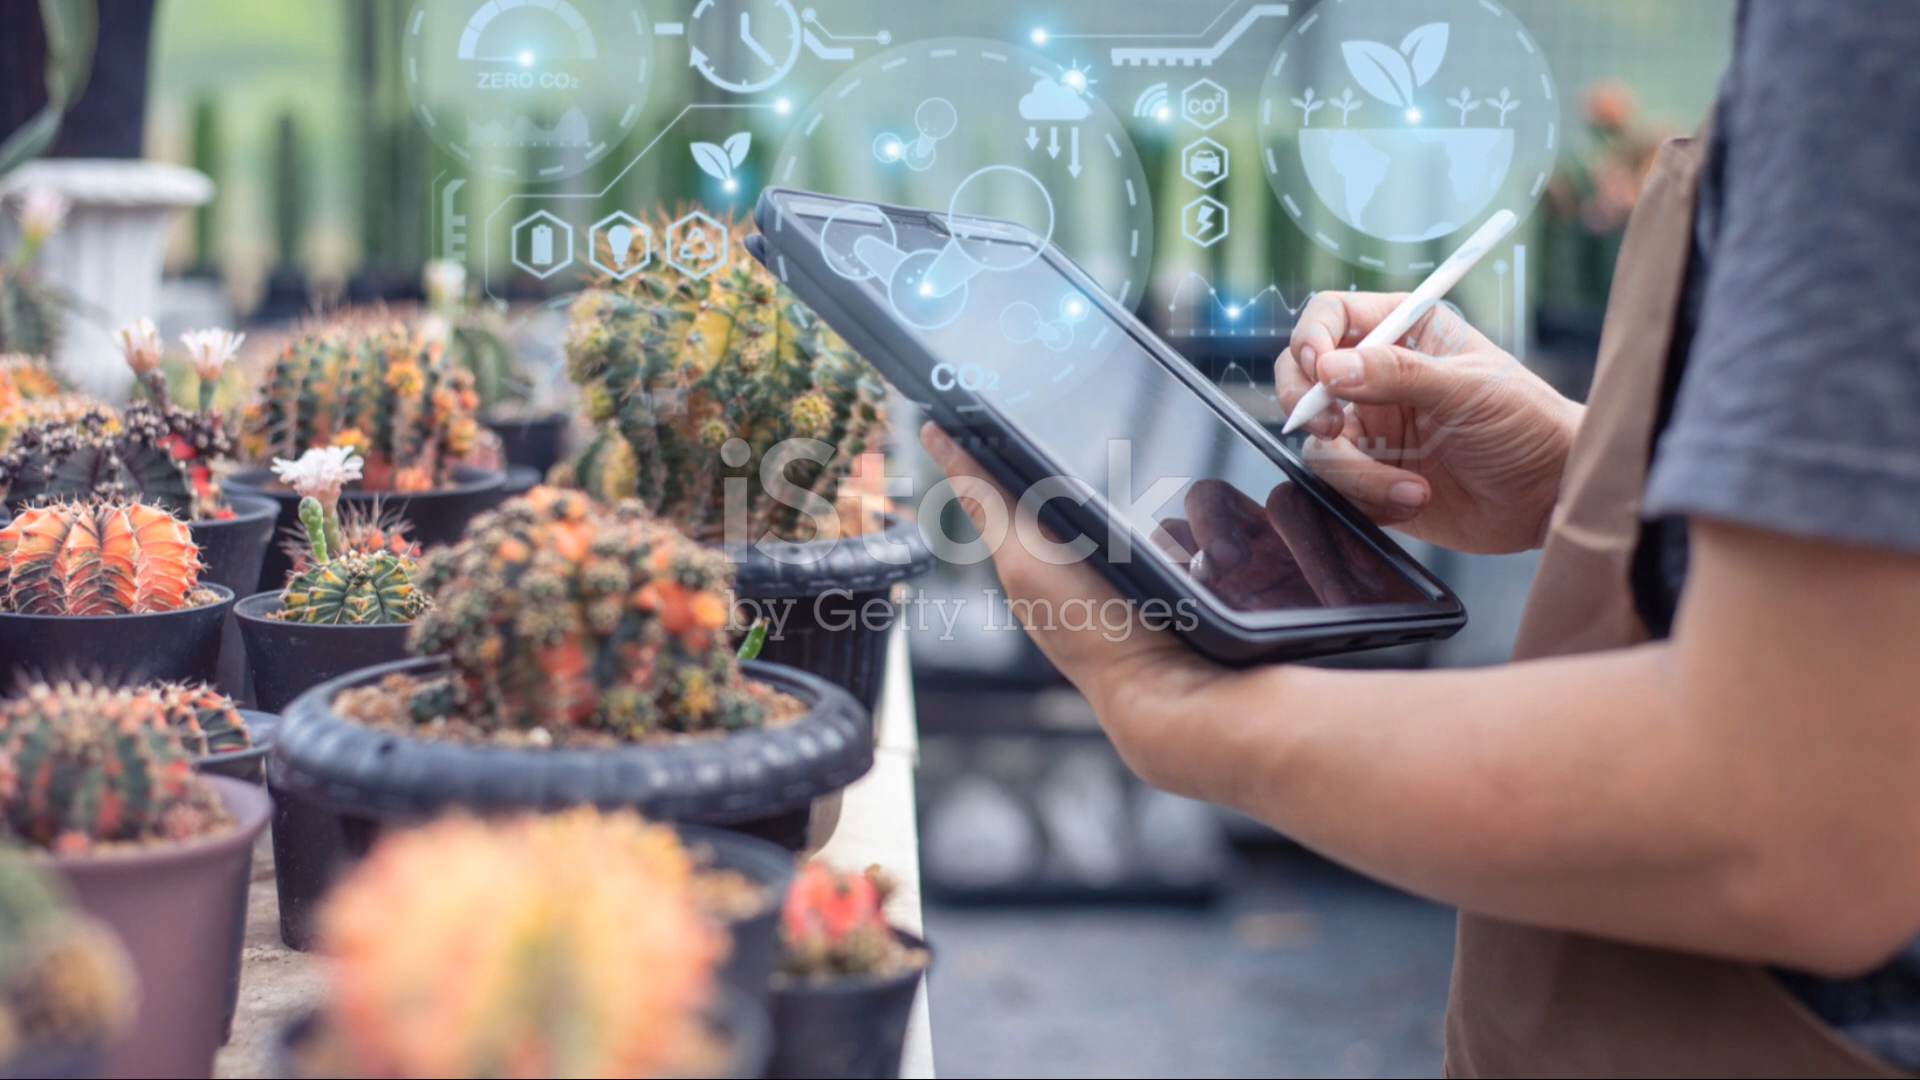 ZERO CO₂
CO²
CO₂
iStock
by Getty Images